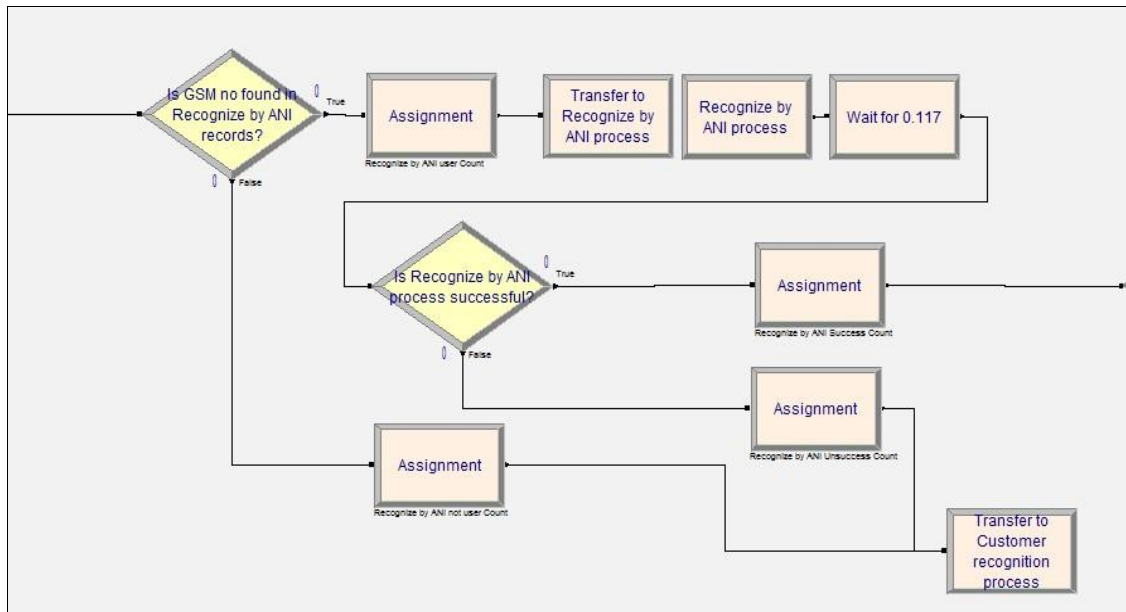 Is GSM no found in
Recognize by ANI
records?
0
True
0
False
Assignment
Recognize by ANI user Count
Transfer to
Recognize by
ANI process
Recognize by
ANI process
Wait for 0.117
Is Recognize by ANI
process successful?
0
True
0
False
Assignment
Recognize by ANI Success Count
Assignment
Recognize by ANI Unsuccess Count
Assignment
Recognize by ANI not user Count
Transfer to
Customer
recognition
process